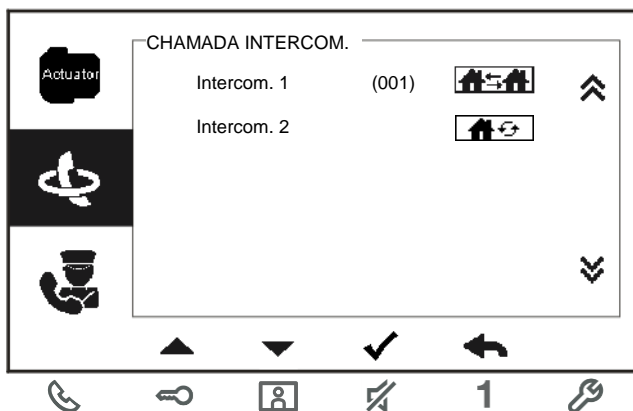 CHAMADA INTERCOM.
Actuator
Intercom. 1 (001)
Intercom. 2
1